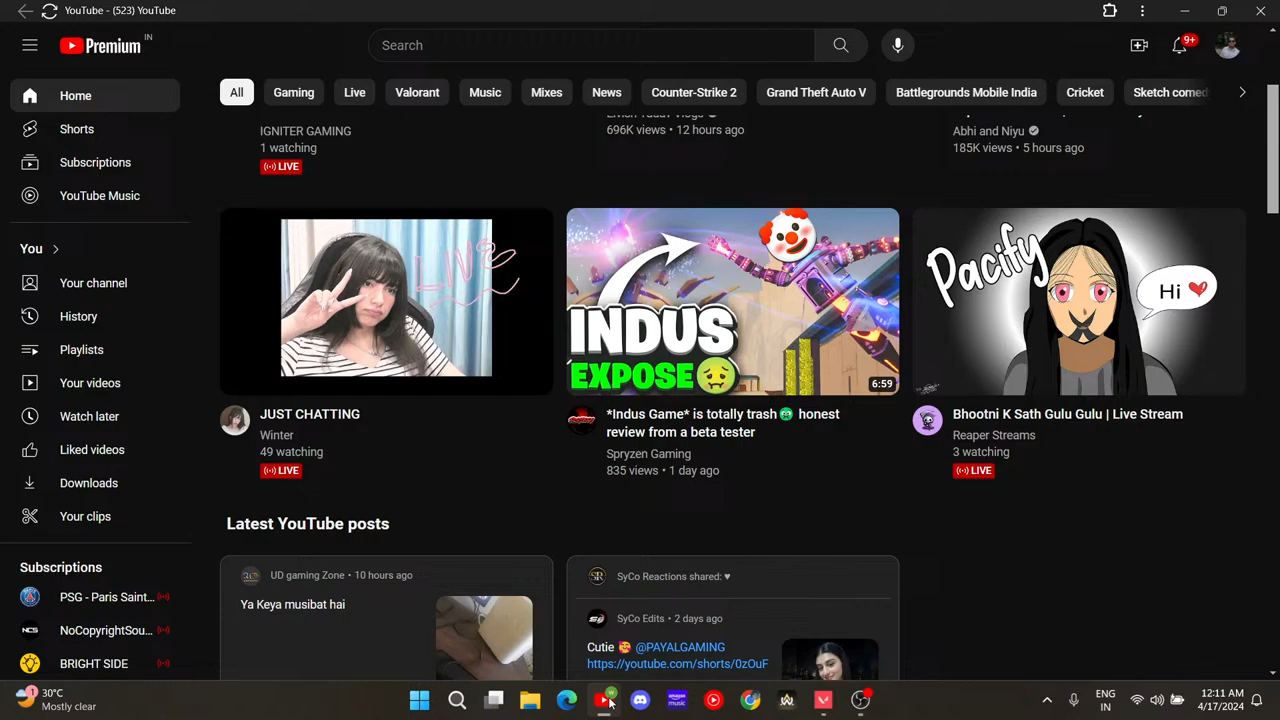 YouTube - (523) YouTube
Premium IN
Search
9+
Home
Shorts
Subscriptions
YouTube Music
You
Your channel
History
Playlists
Your videos
Watch later
Liked videos
Downloads
Your clips
Subscriptions
PSG - Paris Saint...
NoCopyrightSou...
BRIGHT SIDE
All Gaming Live Valorant Music Mixes News Counter-Strike 2 Grand Theft Auto V Battlegrounds Mobile India Cricket Sketch comed
IGNITER GAMING
1 watching
LIVE
696K views • 12 hours ago
Abhi and Niyu
185K views • 5 hours ago
LIVE
JUST CHATTING
Winter
49 watching
LIVE
INDUS
EXPOSE
6:59
*Indus Game* is totally trash🤢 honest
review from a beta tester
Spryzen Gaming
835 views • 1 day ago
Pacify
Hi
Bhootni K Sath Gulu Gulu | Live Stream
Reaper Streams
3 watching
LIVE
Latest YouTube posts
UD gaming Zone • 10 hours ago
Ya Keya musibat hai
SyCo Reactions shared: ♥
SyCo Edits • 2 days ago
Cutie 🥰 @PAYALGAMING
https://youtube.com/shorts/0zOuF
1
30°C
Mostly clear
amazon
music
ENG
IN
12:11 AM
4/17/2024